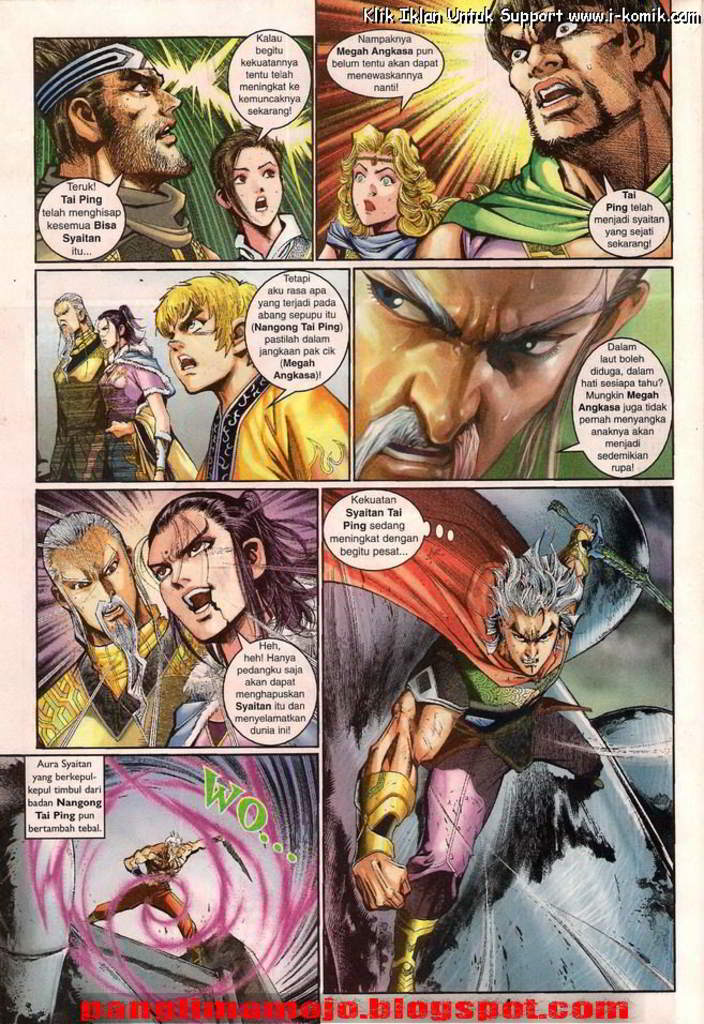 Klik Iklan Untuk Support www.i-komik.com
Kalau
begitu
kekuatannya
tentu telah
meningkat ke
kemuncaknya
sekarang!
Teruk!
Tai Ping
telah menghisap
kesemua Bisa
Syaitan
itu...
Nampaknya
Megah Angkasa pun
belum tentu akan dapat
menewaskannya
nanti!
Tai
Ping telah
menjadi syaitan
yang sejati
sekarang!
Tetapi
aku rasa apa
yang terjadi pada
abang sepupu itu
(Nangong Tai Ping)
pastilah dalam
jangkaan pak cik
(Megah
Angkasa)!
Dalam
laut boleh
diduga, dalam
hati sesiapa tahu?
Mungkin Megah
Angkasa juga tidak
pernah menyangka
anaknya akan
menjadi
sedemikian
rupa!
Heh,
heh! Hanya
pedangku saja
akan dapat
menghapuskan
Syaitan itu dan
menyelamatkan
dunia ini!
Kekuatan
Syaitan Tai
Ping sedang
meningkat dengan
begitu pesat...
Aura Syaitan
yang berkepul-
kepul timbul dari
badan Nangong
Tai Ping pun
bertambah tebal.
WO...
panglimamojo.blogspot.com